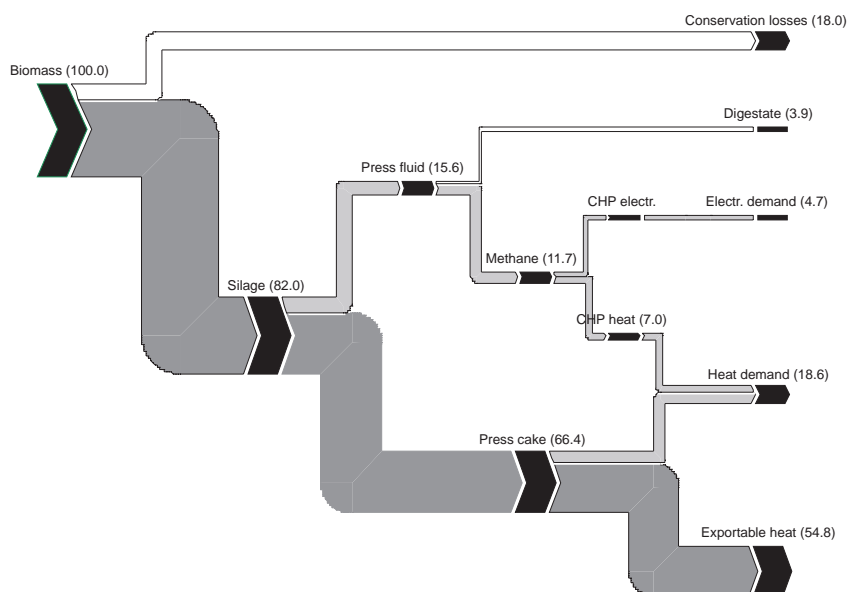 Conservation losses (18.0)
Biomass (100.0)
Digestate (3.9)
Press fluid (15.6)
CHP electr.
Electr. demand (4.7)
Methane (11.7)
Silage (82.0)
CHP heat (7.0)
Heat demand (18.6)
Press cake (66.4)
Exportable heat (54.8)